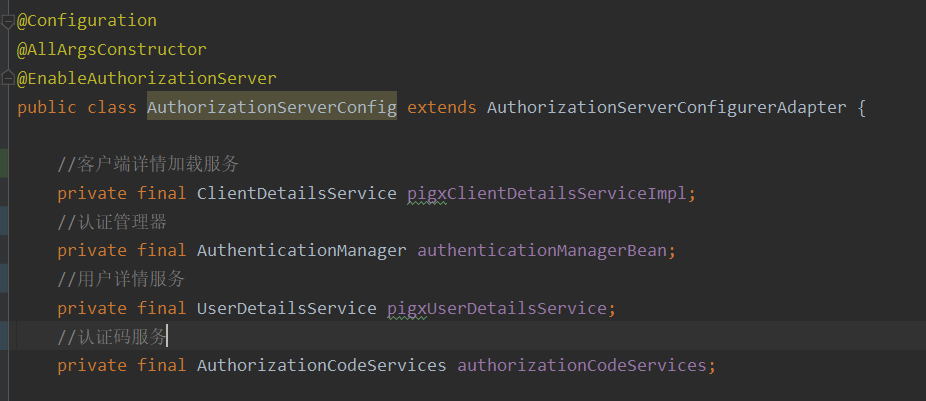 @Configuration
@AllArgsConstructor
@EnableAuthorizationServer
public class AuthorizationServerConfig extends AuthorizationServerConfigurerAdapter {
//客户端详情加载服务
private final ClientDetailsService pigxClientDetailsServiceImpl;
//认证管理器
private final AuthenticationManager authenticationManagerBean;
//用户详情服务
private final UserDetailsService pigxUserDetailsService;
//认证码服务
private final AuthorizationCodeServices authorizationCodeServices;